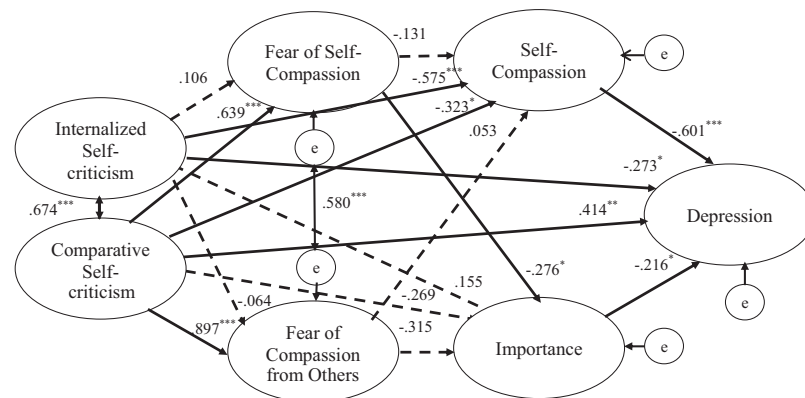 -.131
Fear of Self-
Compassion
Self-
Compassion
e
.106
-.575***
.639***
-.323*
.053
Internalized
Self-
criticism
e
-.601***
-.273*
.674***
.580***
.414**
Depression
Comparative
Self-
criticism
e
-.276*
.155
-.269
-.216*
-.064
.897***
-.315
e
Fear of
Compassion
from Others
Importance
e